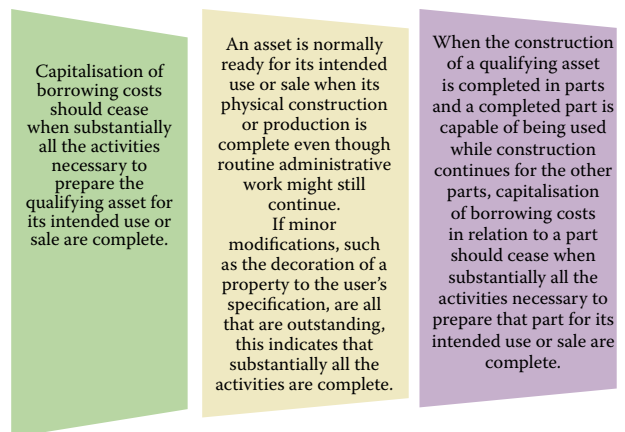 Capitalisation of
borrowing costs
should cease
when substantially
all the activities
necessary to
prepare the
qualifying asset for
its intended use or
sale are complete.
An asset is normally
ready for its intended
use or sale when its
physical construction
or production is
complete even though
routine administrative
work might still
continue.
If minor
modifications, such
as the decoration of a
property to the user's
specification, are all
that are outstanding,
this indicates that
substantially all the
activities are complete.
When the construction
of a qualifying asset
is completed in parts
and a completed part is
capable of being used
while construction
continues for the other
parts, capitalisation
of borrowing costs
in relation to a part
should cease when
substantially all the
activities necessary to
prepare that part for its
intended use or sale are
complete.